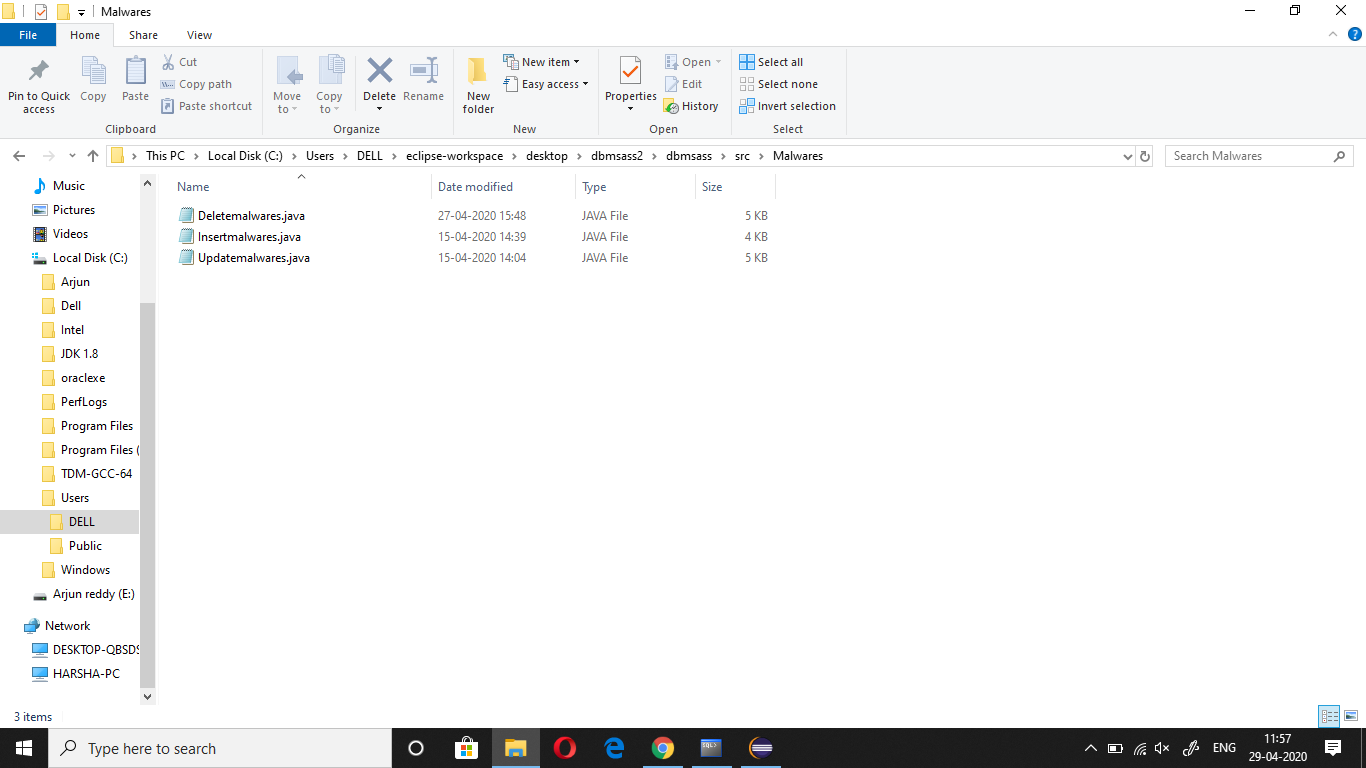 Malwares
File Home Share View
Pin to Quick access
Copy
Paste
Cut
Copy path
Paste shortcut
Clipboard
Move to
Copy to
Delete
Rename
Organize
New folder
New item
Easy access
New
Properties
Open
Edit
History
Open
Select all
Select none
Invert selection
Select
This PC > Local Disk (C:) > Users > DELL > eclipse-workspace > desktop > dbmsass2 > dbmsass > src > Malwares
Search Malwares
Music
Pictures
Videos
Local Disk (C:)
Arjun
Dell
Intel
JDK 1.8
oraclexe
PerfLogs
Program Files
Program Files (
TDM-GCC-64
Users
DELL
Public
Windows
Arjun reddy (E:)
Network
DESKTOP-QBSDS
HARSHA-PC
Name Date modified Type Size
Deletemalwares.java 27-04-2020 15:48 JAVA File 5 KB
Insertmalwares.java 15-04-2020 14:39 JAVA File 4 KB
Updatemalwares.java 15-04-2020 14:04 JAVA File 5 KB
3 items
Type here to search
SQL>
ENG
11:57
29-04-2020